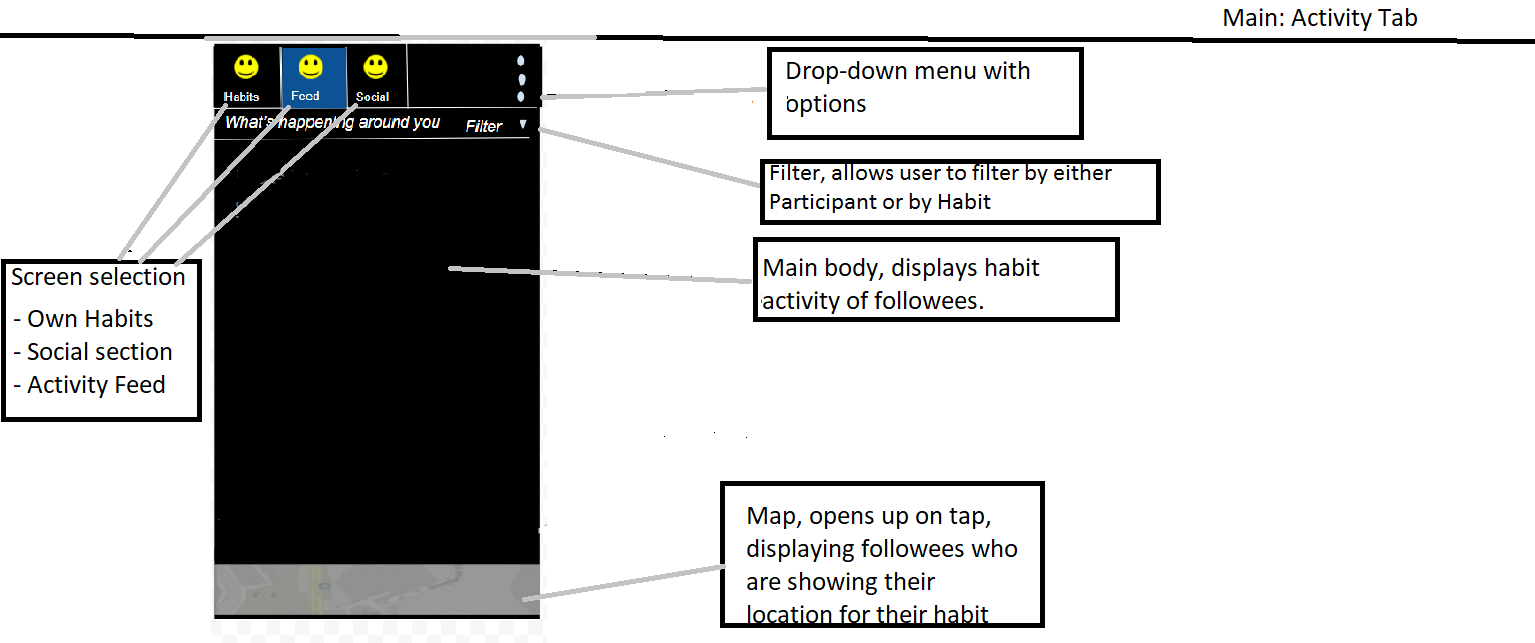 Main: Activity Tab
Habits
Feed
Social
What's happening around you
Filter
Drop-down menu with
options
Filter, allows user to filter by either
Participant or by Habit
Main body, displays habit
activity of followees.
Screen selection
- Own Habits
- Social section
- Activity Feed
Map, opens up on tap,
displaying followees who
are showing their
location for their habit